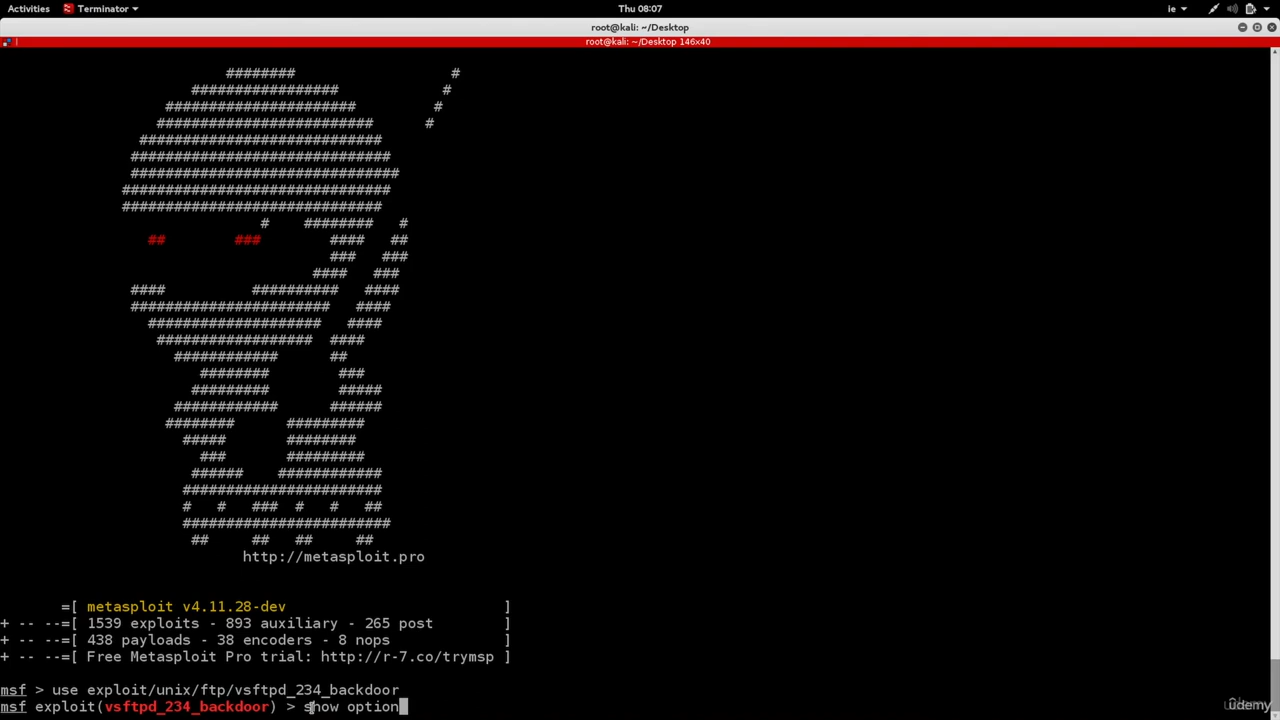 Activities Terminator Thu 08:07 ie
root@kali: ~/Desktop
root@kali: ~/Desktop 146x40
http://metasploit.pro
=[ metasploit v4.11.28-dev ]
+ -- --=[ 1539 exploits - 893 auxiliary - 265 post ]
+ -- --=[ 438 payloads - 38 encoders - 8 nops ]
+ -- --=[ Free Metasploit Pro trial: http://r-7.co/trymsp ]
msf > use exploit/unix/ftp/vsftpd_234_backdoor
msf exploit(vsftpd_234_backdoor) > show option
udemy